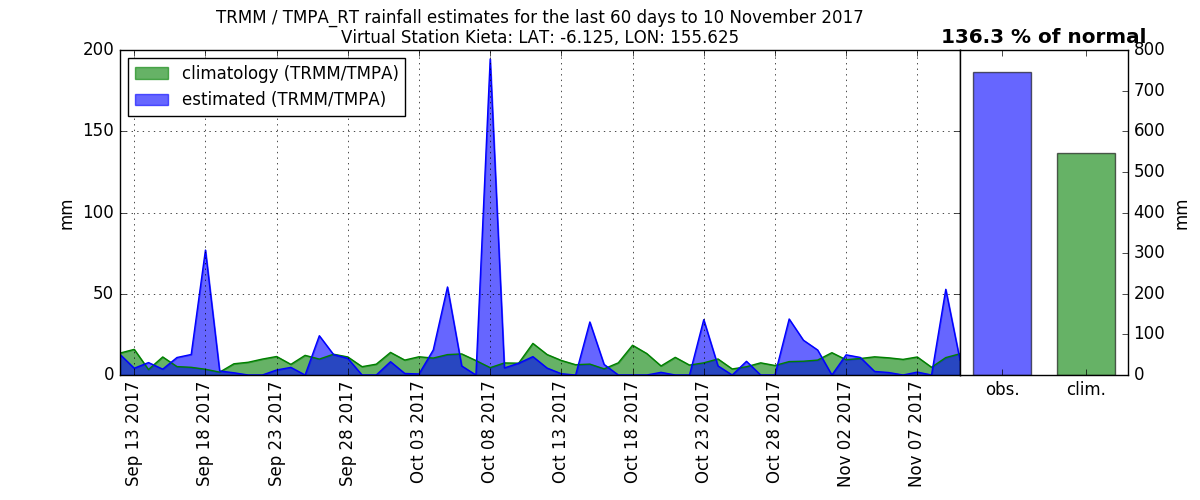 TRMM / TMPA_RT rainfall estimates for the last 60 days to 10 November 2017
Virtual Station Kieta: LAT: -6.125, LON: 155.625
136.3 % of normal
climatology (TRMM/TMPA)
estimated (TRMM/TMPA)
200
150
100
50
0
mm
800
700
600
500
400
300
200
100
0
mm
Sep 13 2017
Sep 18 2017
Sep 23 2017
Sep 28 2017
Oct 03 2017
Oct 08 2017
Oct 13 2017
Oct 18 2017
Oct 23 2017
Oct 28 2017
Nov 02 2017
Nov 07 2017
obs.
clim.